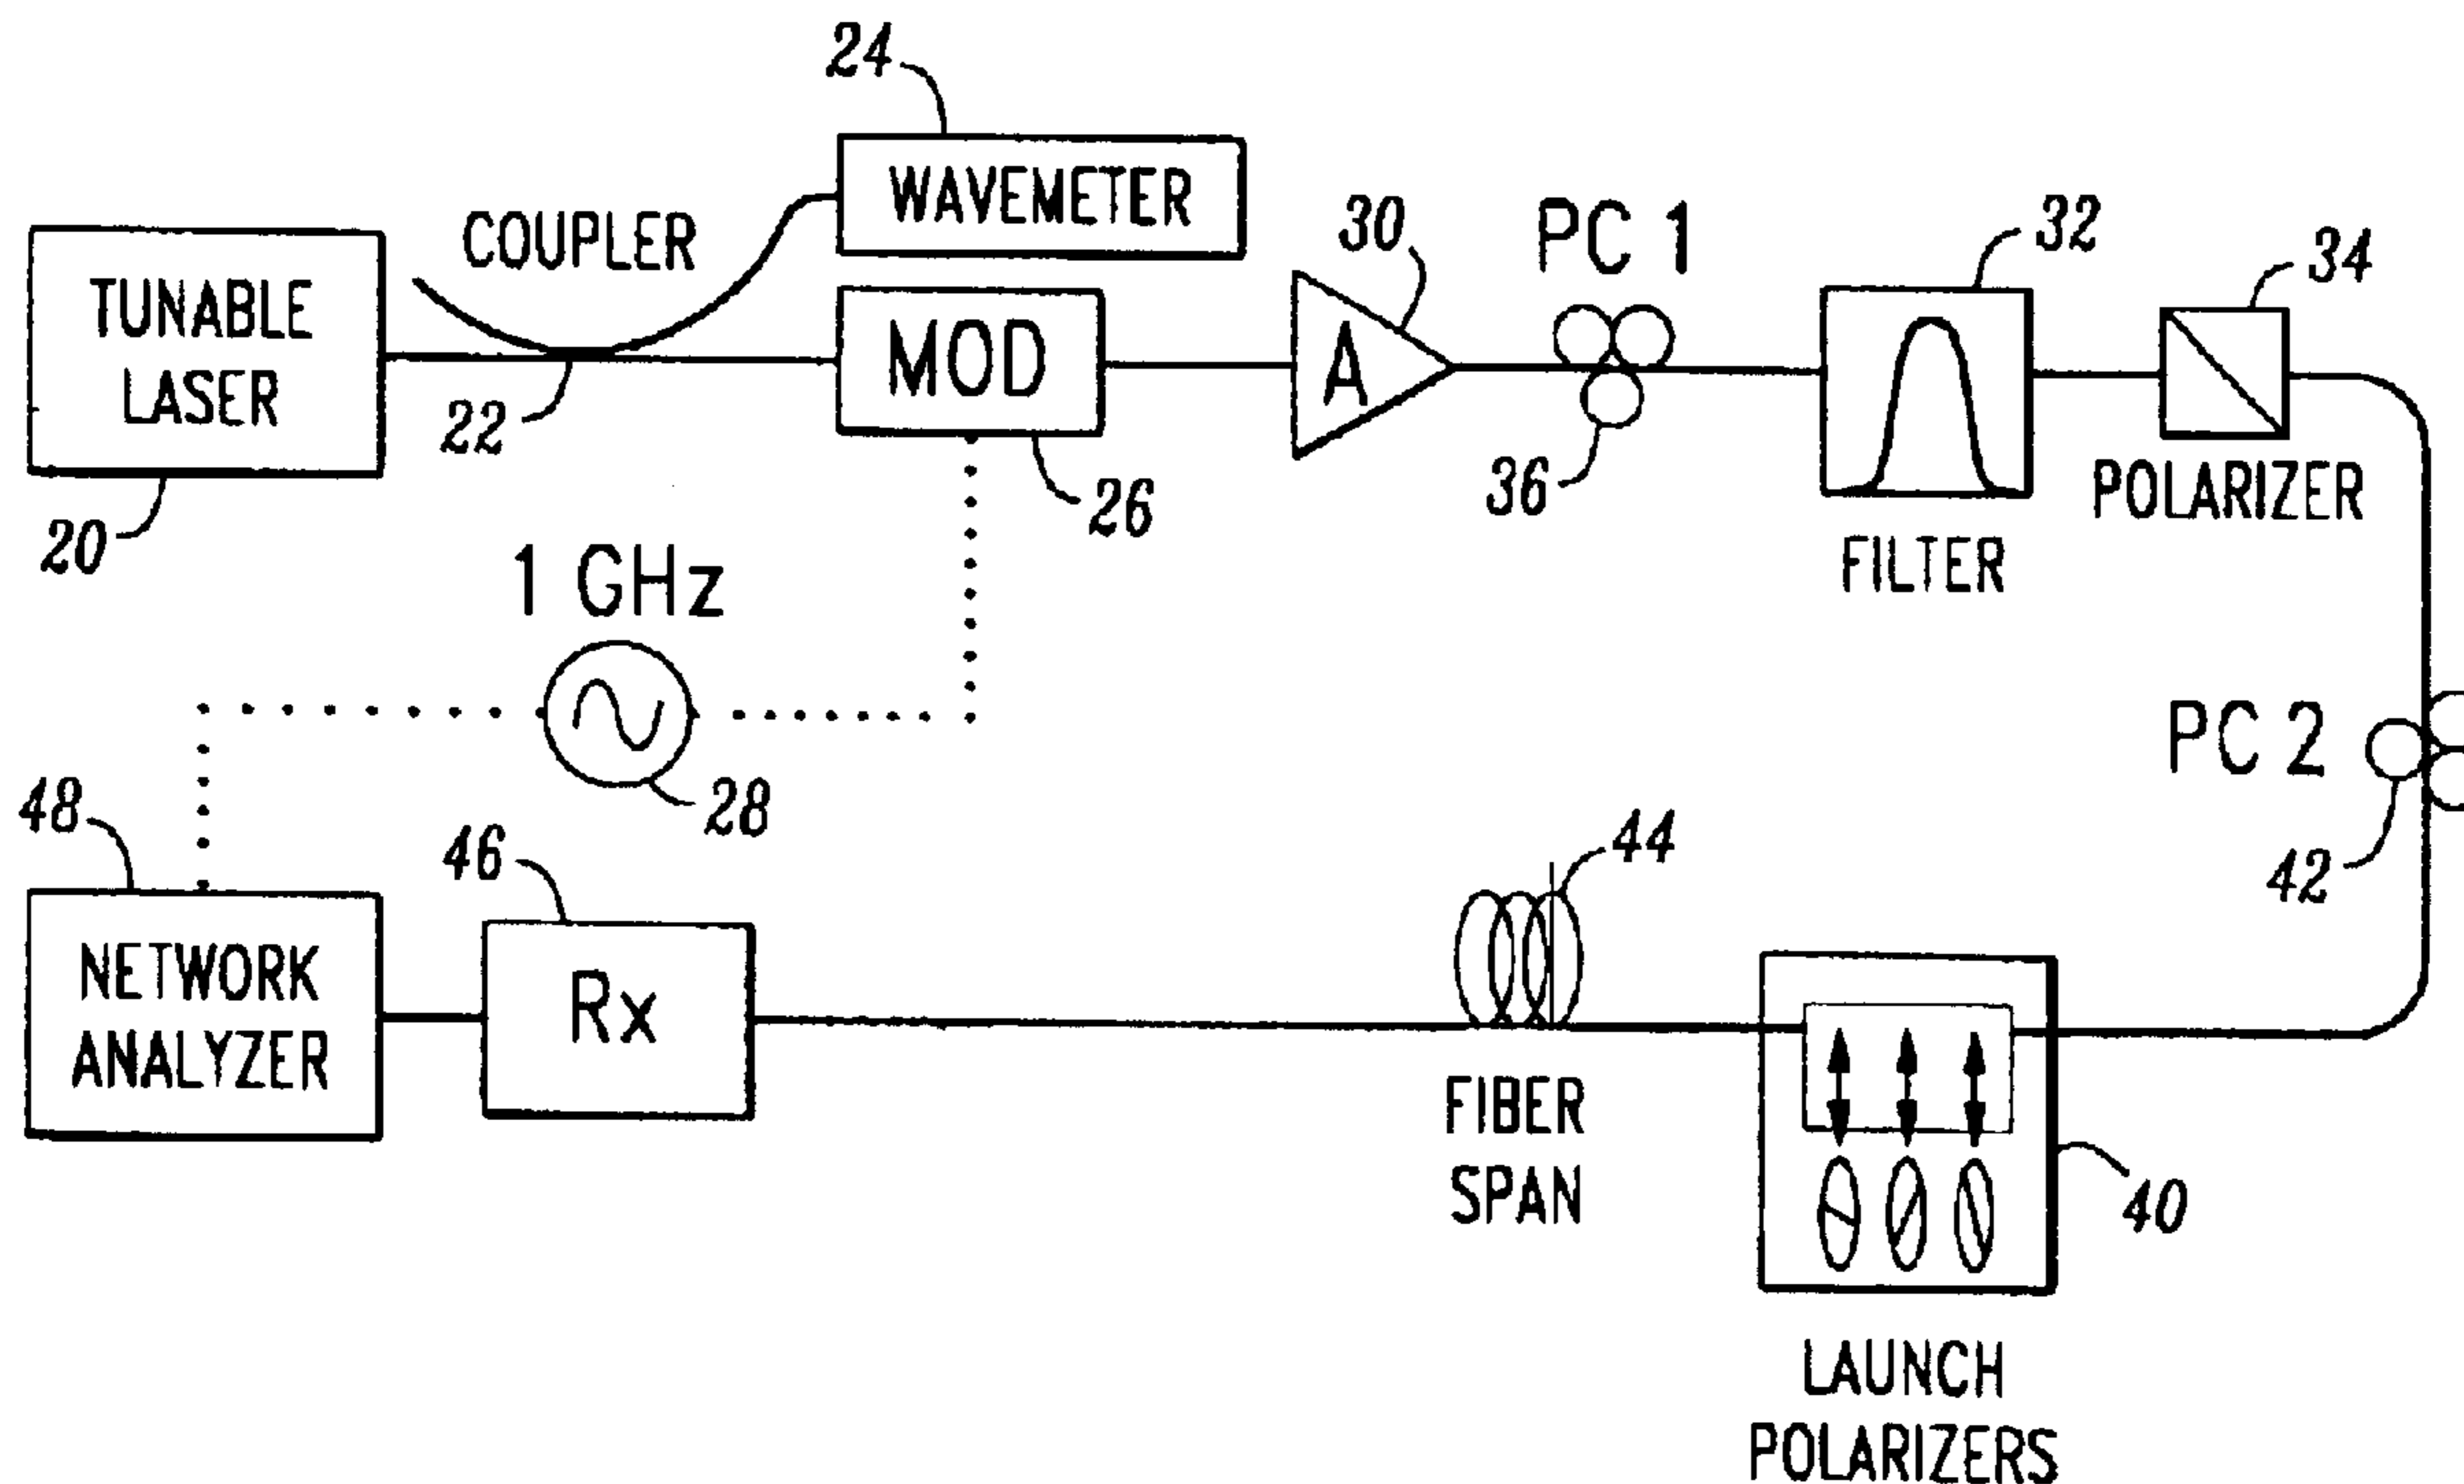 24
WAVEMETER
COUPLER
TUNABLE
LASER
22
20
MOD
26
30
A
PC 1
36
32
FILTER
34
POLARIZER
1 GHz
28
PC 2
42
48
NETWORK
ANALYZER
46
Rx
44
FIBER
SPAN
40
LAUNCH
POLARIZERS